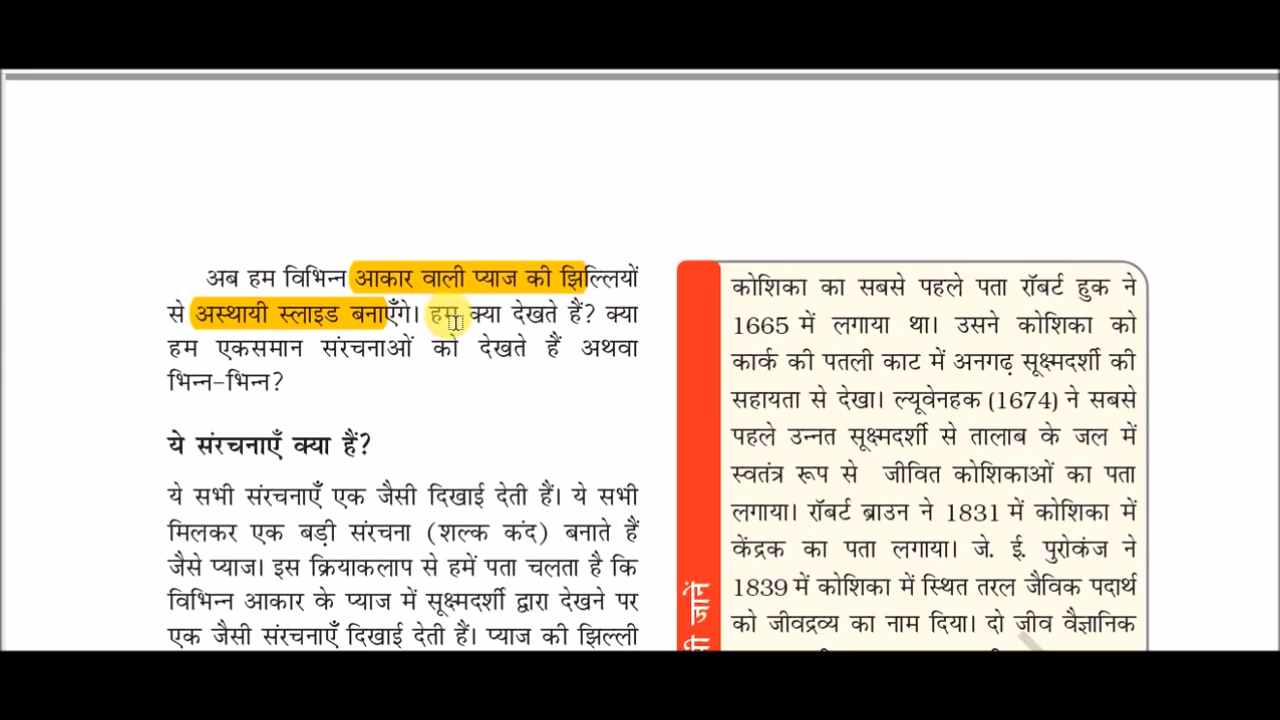 अब हम विभिन्न आकार वाली प्याज की झिल्लियों
से अस्थायी स्लाइड बनाएँगे। हम क्या देखते हैं? क्या
हम एकसमान संरचनाओं को देखते हैं अथवा
भिन्न-भिन्न?
ये संरचनाएँ क्या हैं?
ये सभी संरचनाएँ एक जैसी दिखाई देती हैं। ये सभी
मिलकर एक बड़ी संरचना (शल्क कंद) बनाते हैं
जैसे प्याज। इस क्रियाकलाप से हमें पता चलता है कि
विभिन्न आकार के प्याज में सूक्ष्मदर्शी द्वारा देखने पर
एक जैसी संरचनाएँ दिखाई देती हैं। प्याज की झिल्ली
कोशिका का सबसे पहले पता रॉबर्ट हुक ने
1665 में लगाया था। उसने कोशिका को
कार्क की पतली काट में अनगढ़ सूक्ष्मदर्शी की
सहायता से देखा। ल्यूवेनहक (1674) ने सबसे
पहले उन्नत सूक्ष्मदर्शी से तालाब के जल में
स्वतंत्र रूप से जीवित कोशिकाओं का पता
लगाया। रॉबर्ट ब्राउन ने 1831 में कोशिका में
केंद्रक का पता लगाया। जे. ई. पुरोकंज ने
1839 में कोशिका में स्थित तरल जैविक पदार्थ
को जीवद्रव्य का नाम दिया। दो जीव वैज्ञानिक
जानें